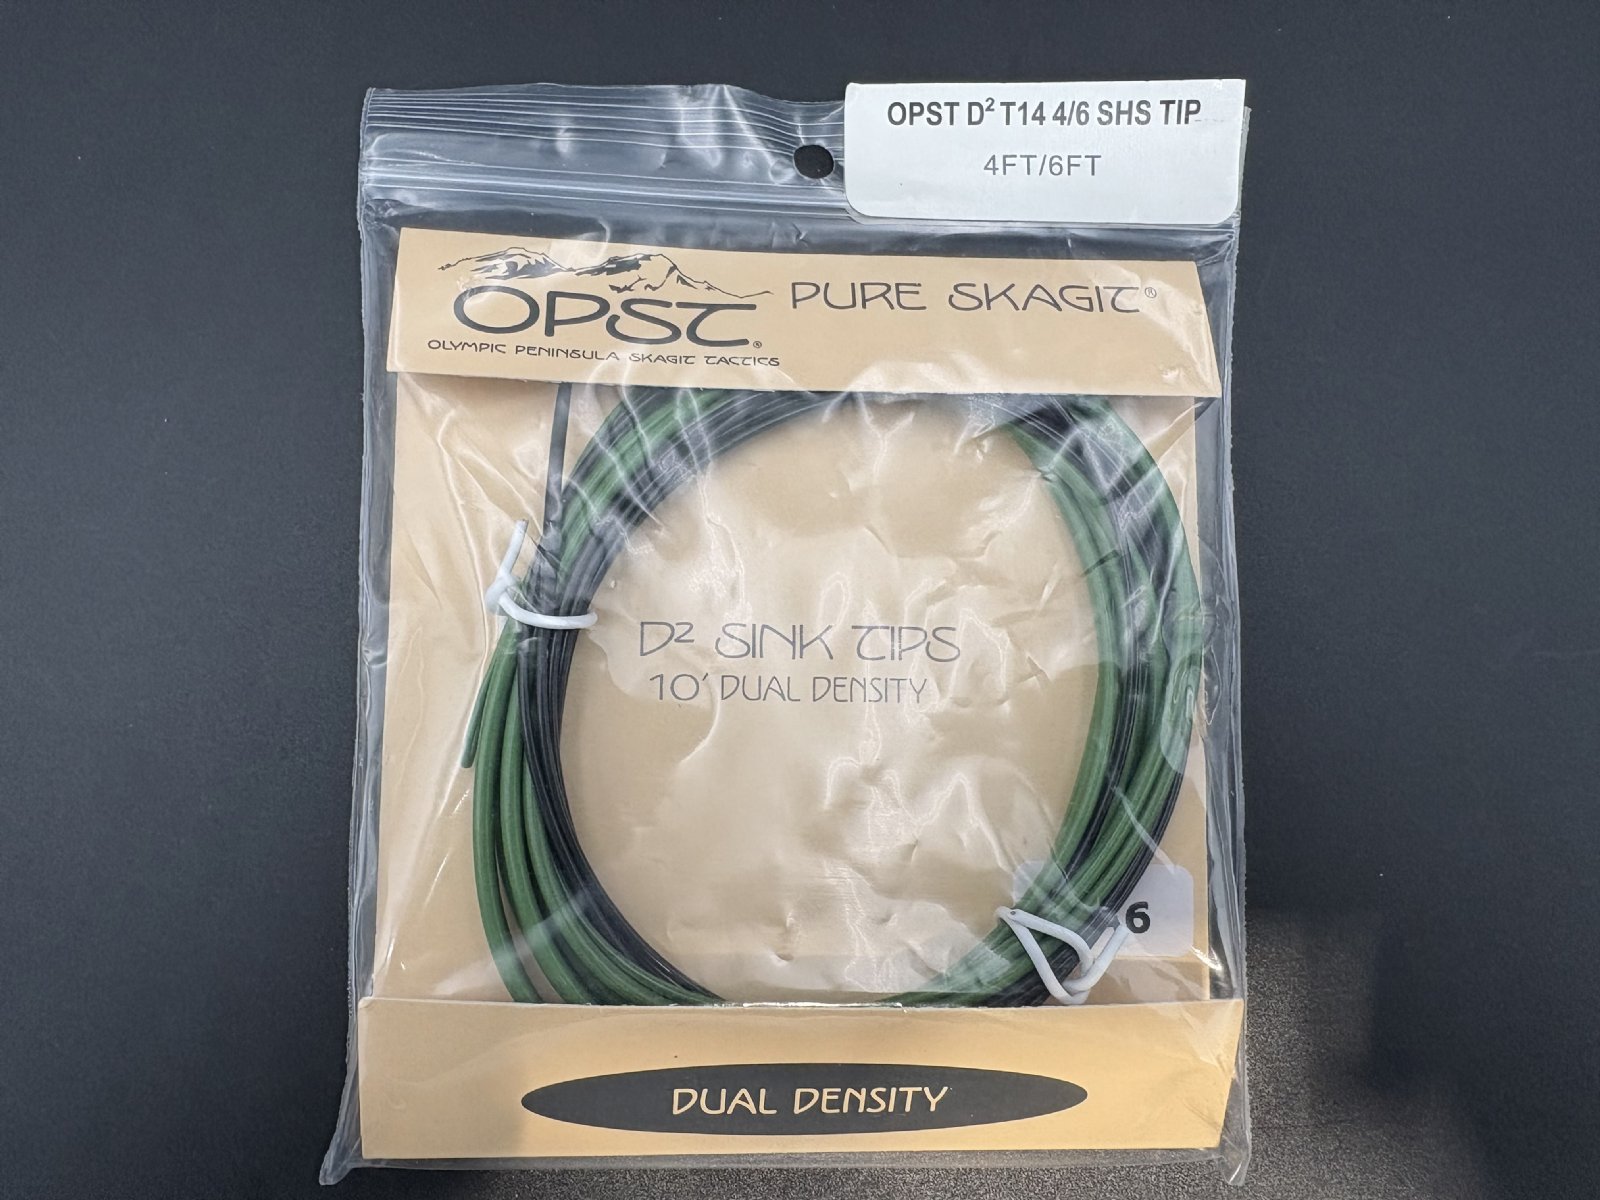 OPST D² T14 4/6 SHS TIP
4FT/6FT
OPST®
OLYMPIC PENINSULA SKAGIT TACTICS
PURE SKAGIT®
D² SINK TIPS
10' DUAL DENSITY
6
DUAL DENSITY